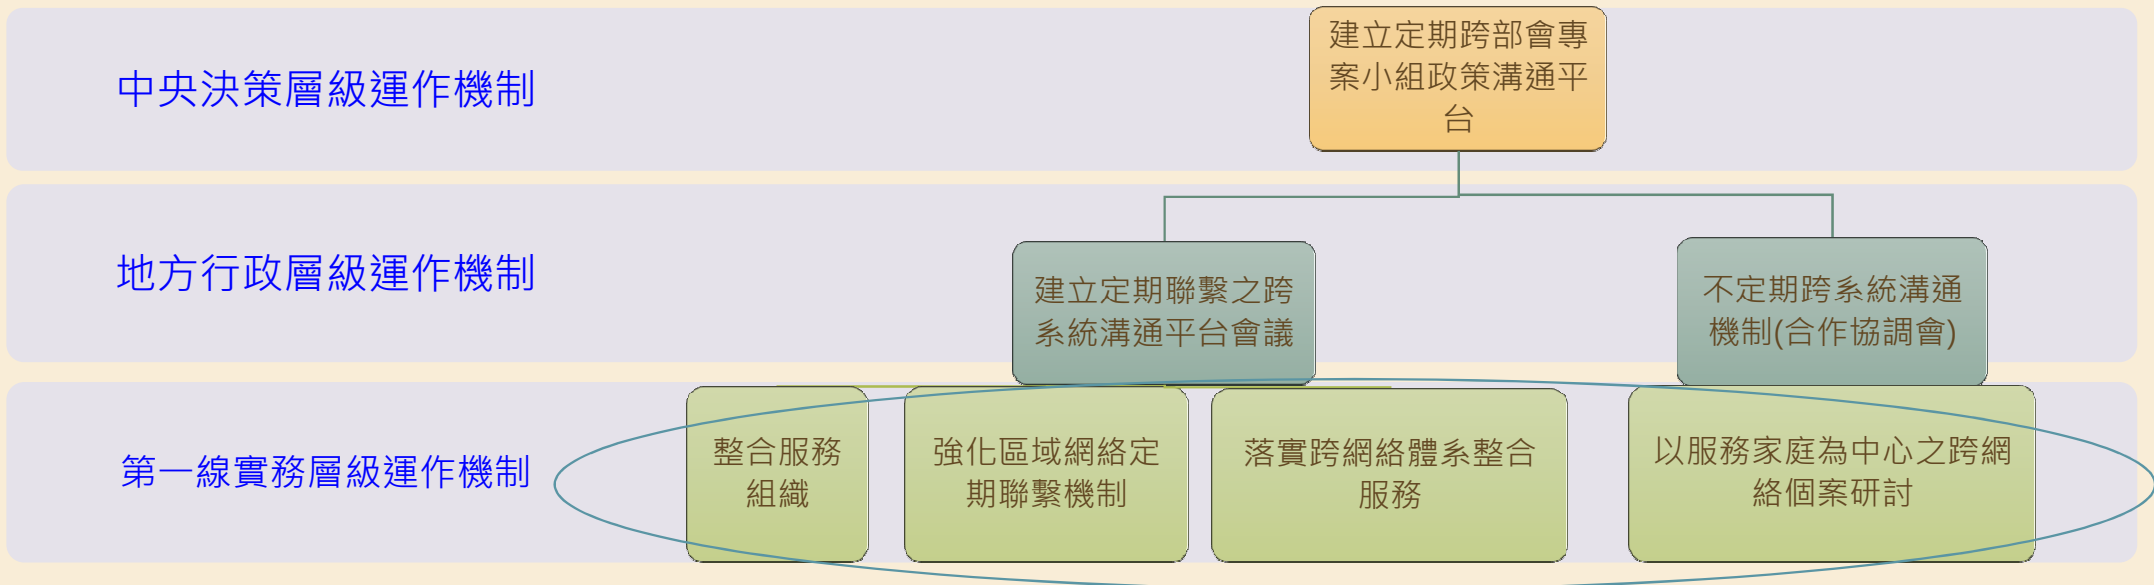 中央決策層級運作機制
建立定期跨部會專
案小組政策溝通平
台
地方行政層級運作機制
建立定期聯繫之跨
系統溝通平台會議
不定期跨系統溝通
機制(合作協調會)
第一線實務層級運作機制
整合服務
組織
強化區域網絡定
期聯繫機制
落實跨網絡體系整合
服務
以服務家庭為中心之跨網
絡個案研討